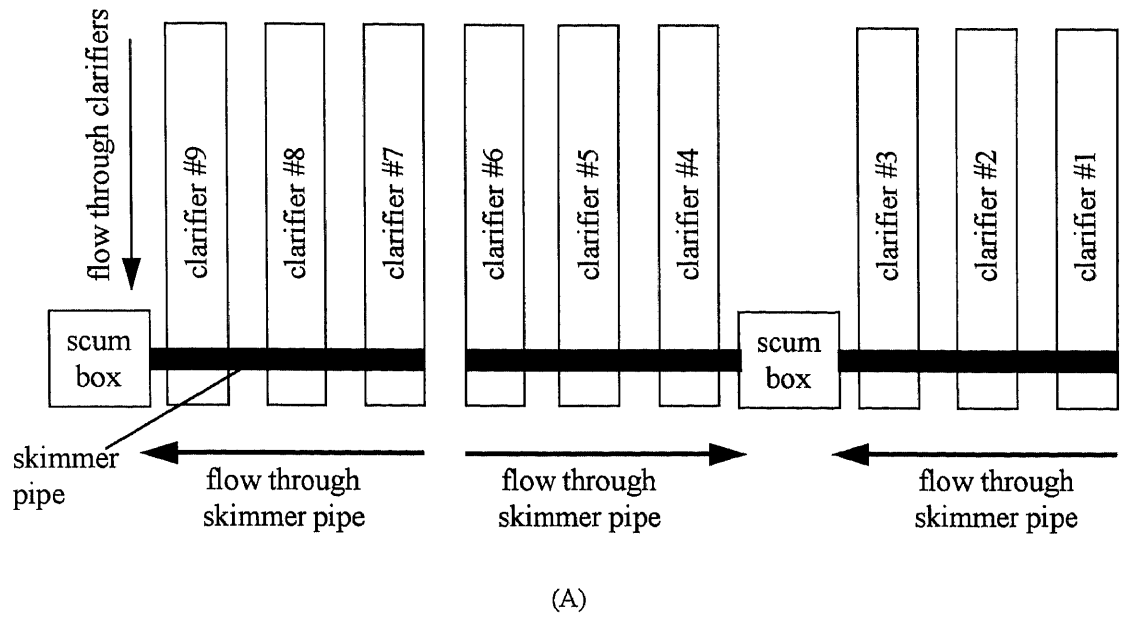 flow through clarifiers
clarifier #9
clarifier #8
clarifier #7
clarifier #6
clarifier #5
clarifier #4
clarifier #3
clarifier #2
clarifier #1
scum
box
scum
box
skimmer
pipe
flow through
skimmer pipe
flow through
skimmer pipe
flow through
skimmer pipe
(A)